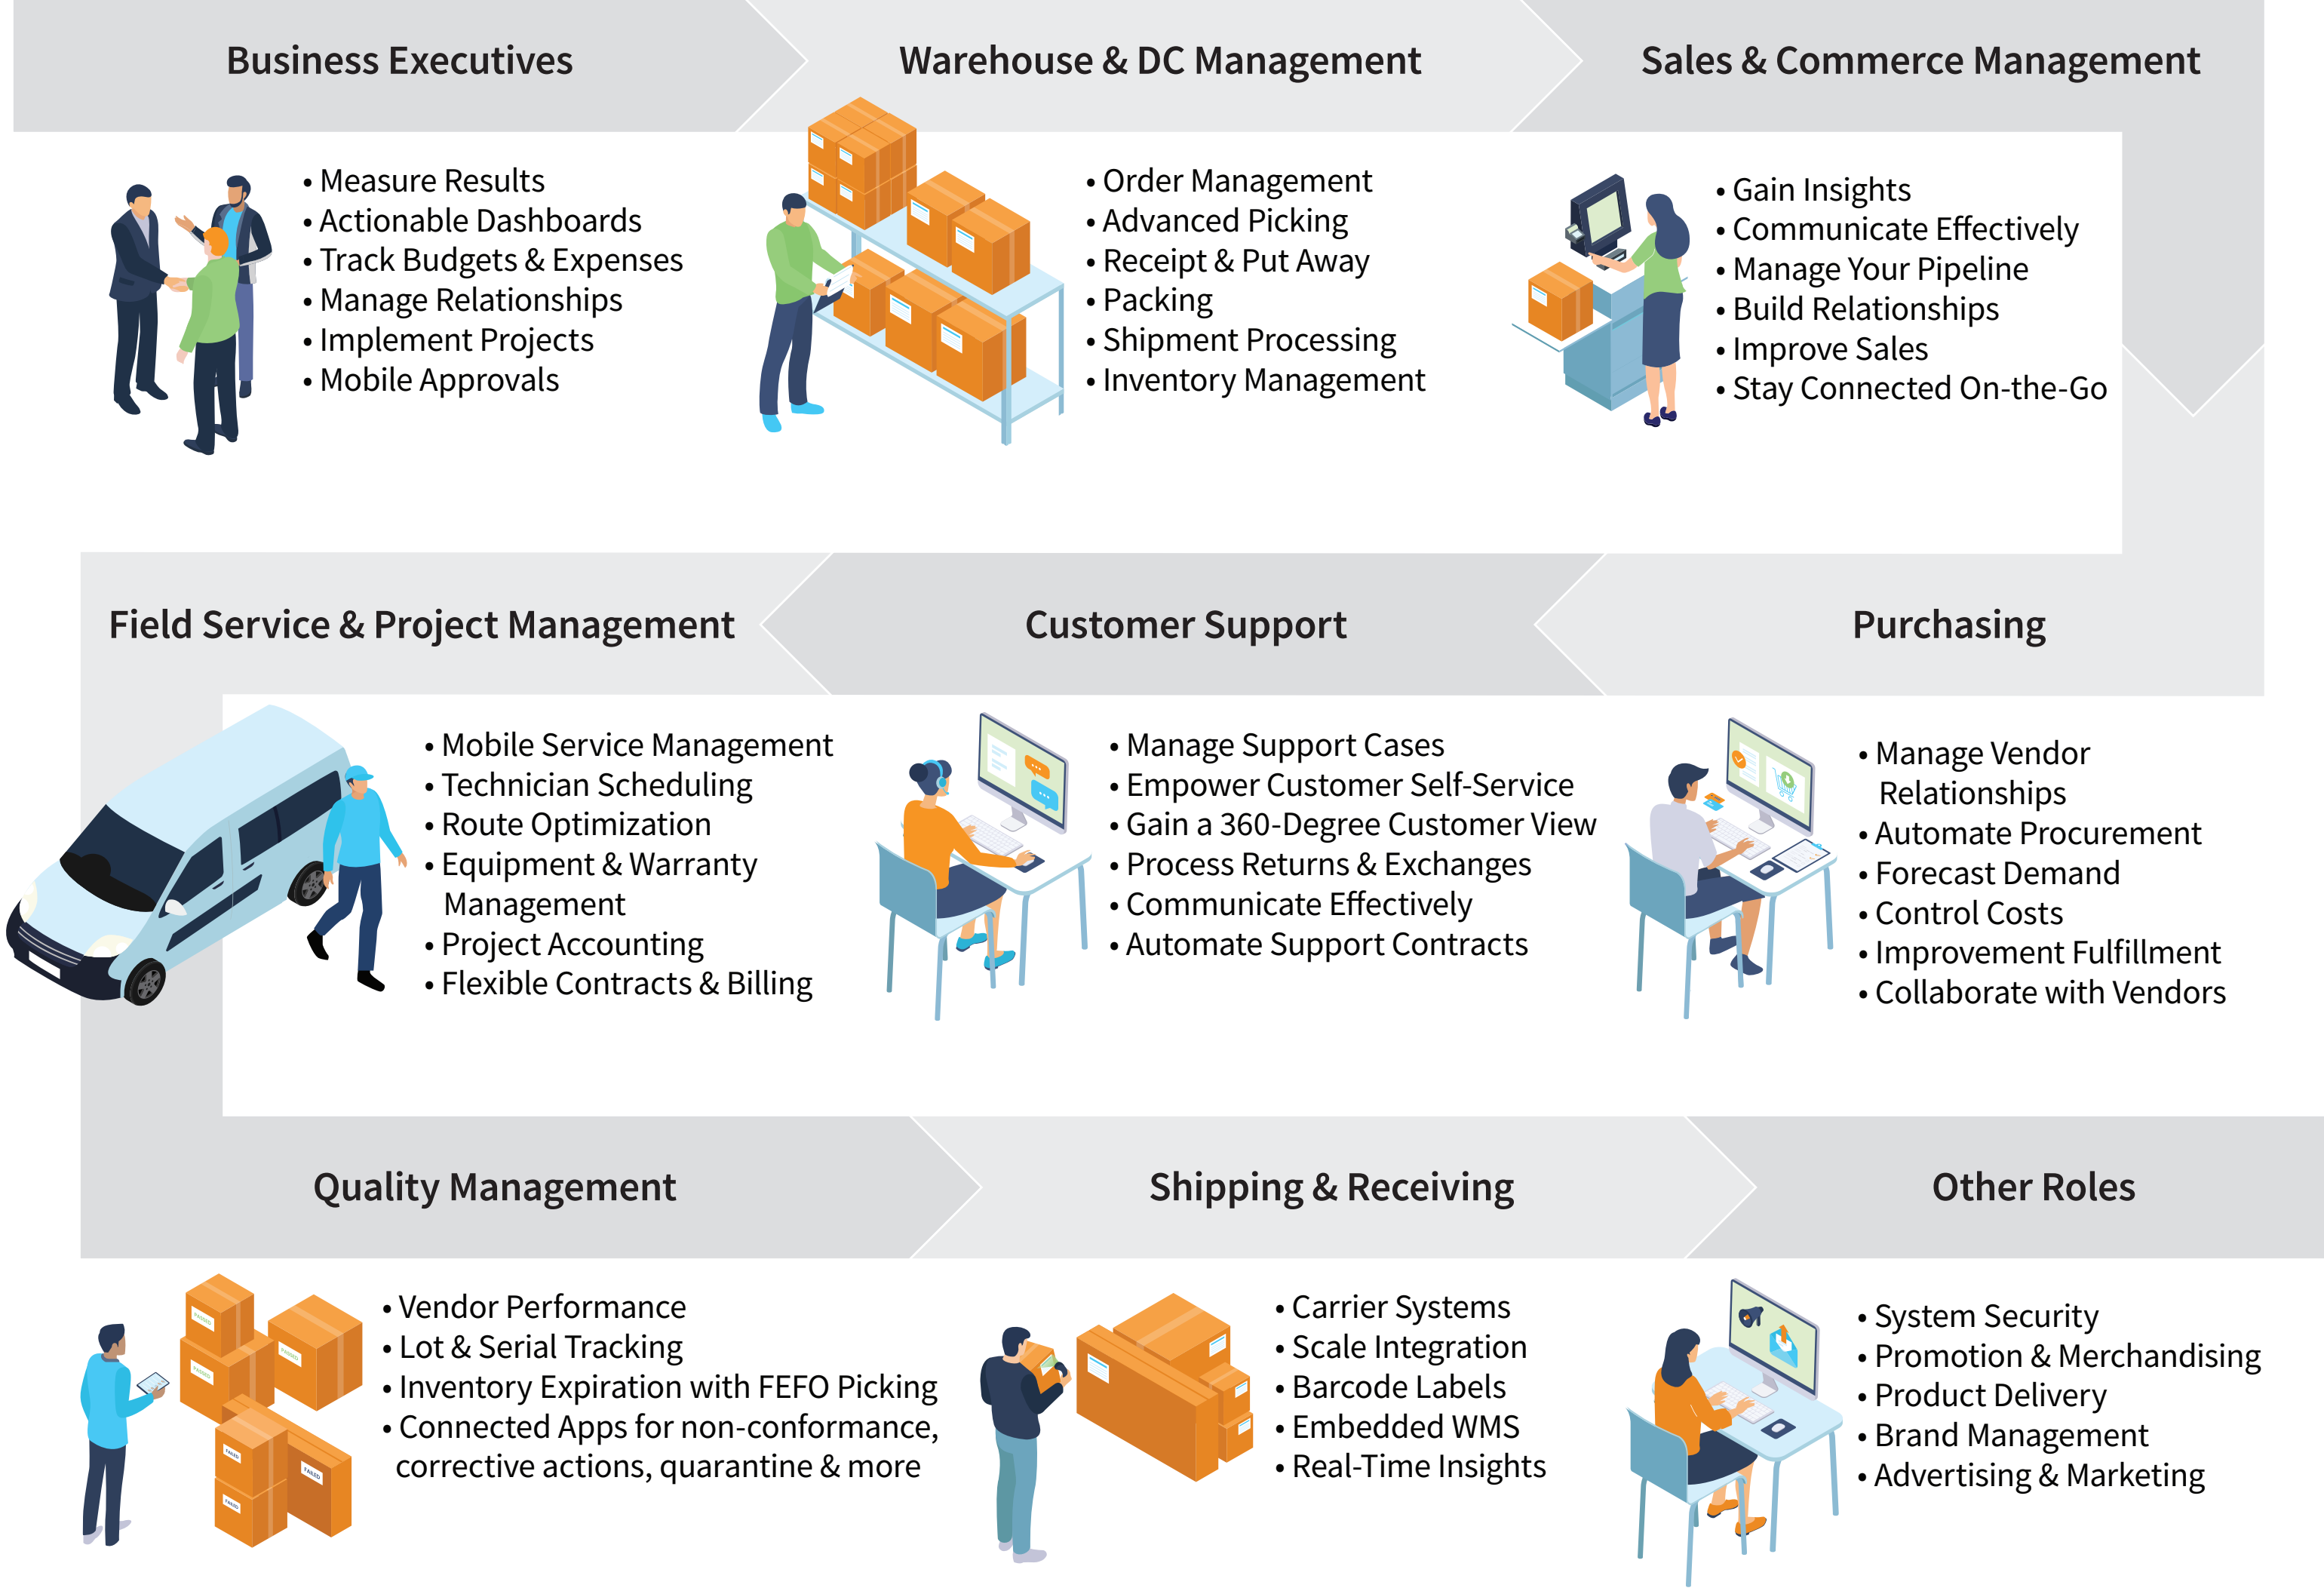 Business Executives
• Measure Results
• Actionable Dashboards
• Track Budgets & Expenses
• Manage Relationships
• Implement Projects
• Mobile Approvals
Warehouse & DC Management
• Order Management
• Advanced Picking
• Receipt & Put Away
• Packing
• Shipment Processing
• Inventory Management
Sales & Commerce Management
• Gain Insights
• Communicate Effectively
• Manage Your Pipeline
• Build Relationships
• Improve Sales
• Stay Connected On-the-Go
Purchasing
• Manage Vendor
Relationships
• Automate Procurement
• Forecast Demand
• Control Costs
• Improvement Fulfillment
• Collaborate with Vendors
Customer Support
• Manage Support Cases
• Empower Customer Self-Service
• Gain a 360-Degree Customer View
• Process Returns & Exchanges
• Communicate Effectively
• Automate Support Contracts
Field Service & Project Management
• Mobile Service Management
• Technician Scheduling
• Route Optimization
• Equipment & Warranty
Management
• Project Accounting
• Flexible Contracts & Billing
Quality Management
PASSED
PASSED
PASSED
FAILED
FAILED
FAILED
• Vendor Performance
• Lot & Serial Tracking
• Inventory Expiration with FEFO Picking
• Connected Apps for non-conformance,
corrective actions, quarantine & more
Shipping & Receiving
• Carrier Systems
• Scale Integration
• Barcode Labels
• Embedded WMS
• Real-Time Insights
Other Roles
• System Security
• Promotion & Merchandising
• Product Delivery
• Brand Management
• Advertising & Marketing